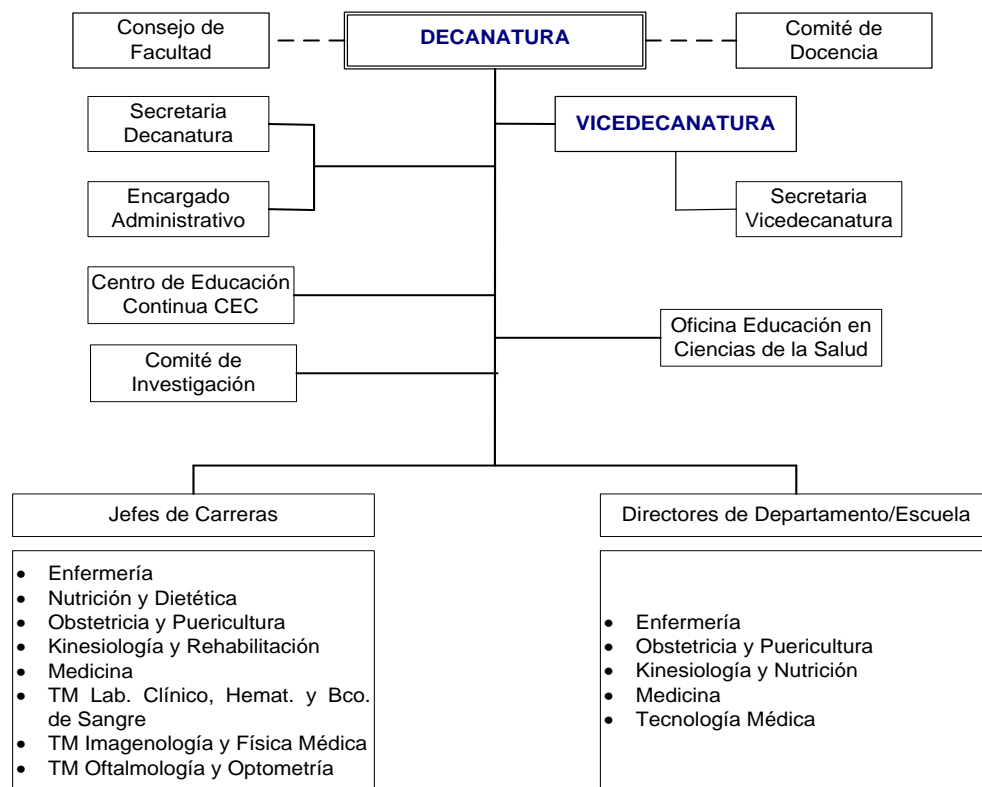 Consejo de
Facultad
DECANATURA
Comité de
Docencia
Secretaria
Decanatura
VICEDECANATURA
Encargado
Administrativo
Secretaria
Vicedecanatura
Centro de Educación
Continua CEC
Oficina Educación en
Ciencias de la Salud
Comité de
Investigación
Jefes de Carreras
• Enfermería
• Nutrición y Dietética
• Obstetricia y Puericultura
• Kinesiología y Rehabilitación
• Medicina
• TM Lab. Clínico, Hemat. y Bco.
de Sangre
• TM Imagenología y Física Médica
• TM Oftalmología y Optometría
Directores de Departamento/Escuela
• Enfermería
• Obstetricia y Puericultura
• Kinesiología y Nutrición
• Medicina
• Tecnología Médica